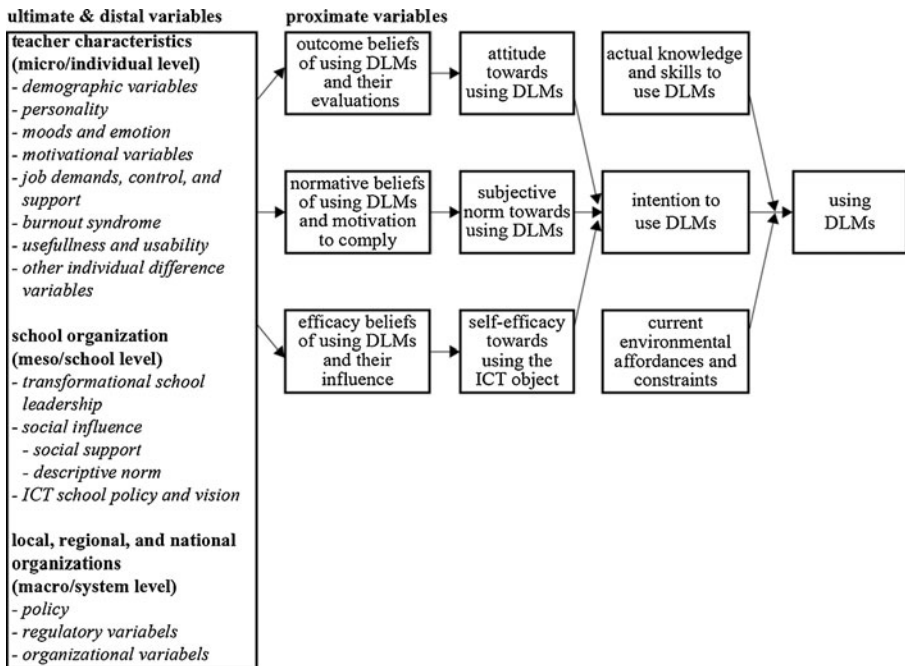 ultimate & distal variables
teacher characteristics
(micro/individual level)
- demographic variables
- personality
- moods and emotion
- motivational variables
- job demands, control, and
support
- burnout syndrome
- usefullness and usability
- other individual difference
variables
school organization
(meso/school level)
- transformational school
leadership
- social influence
- social support
- descriptive norm
- ICT school policy and vision
local, regional, and national
organizations
(macro/system level)
- policy
- regulatory variabels
- organizational variabels
proximate variables
outcome beliefs
of using DLMs
and their
evaluations
attitude
towards
using DLMs
actual knowledge
and skills to
use DLMs
normative beliefs
of using DLMs
and motivation
to comply
subjective
norm towards
using DLMs
intention to
use DLMs
using
DLMs
efficacy beliefs
of using DLMs
and their
influence
self-efficacy
towards
using the
ICT object
current
environmental
affordances and
constraints